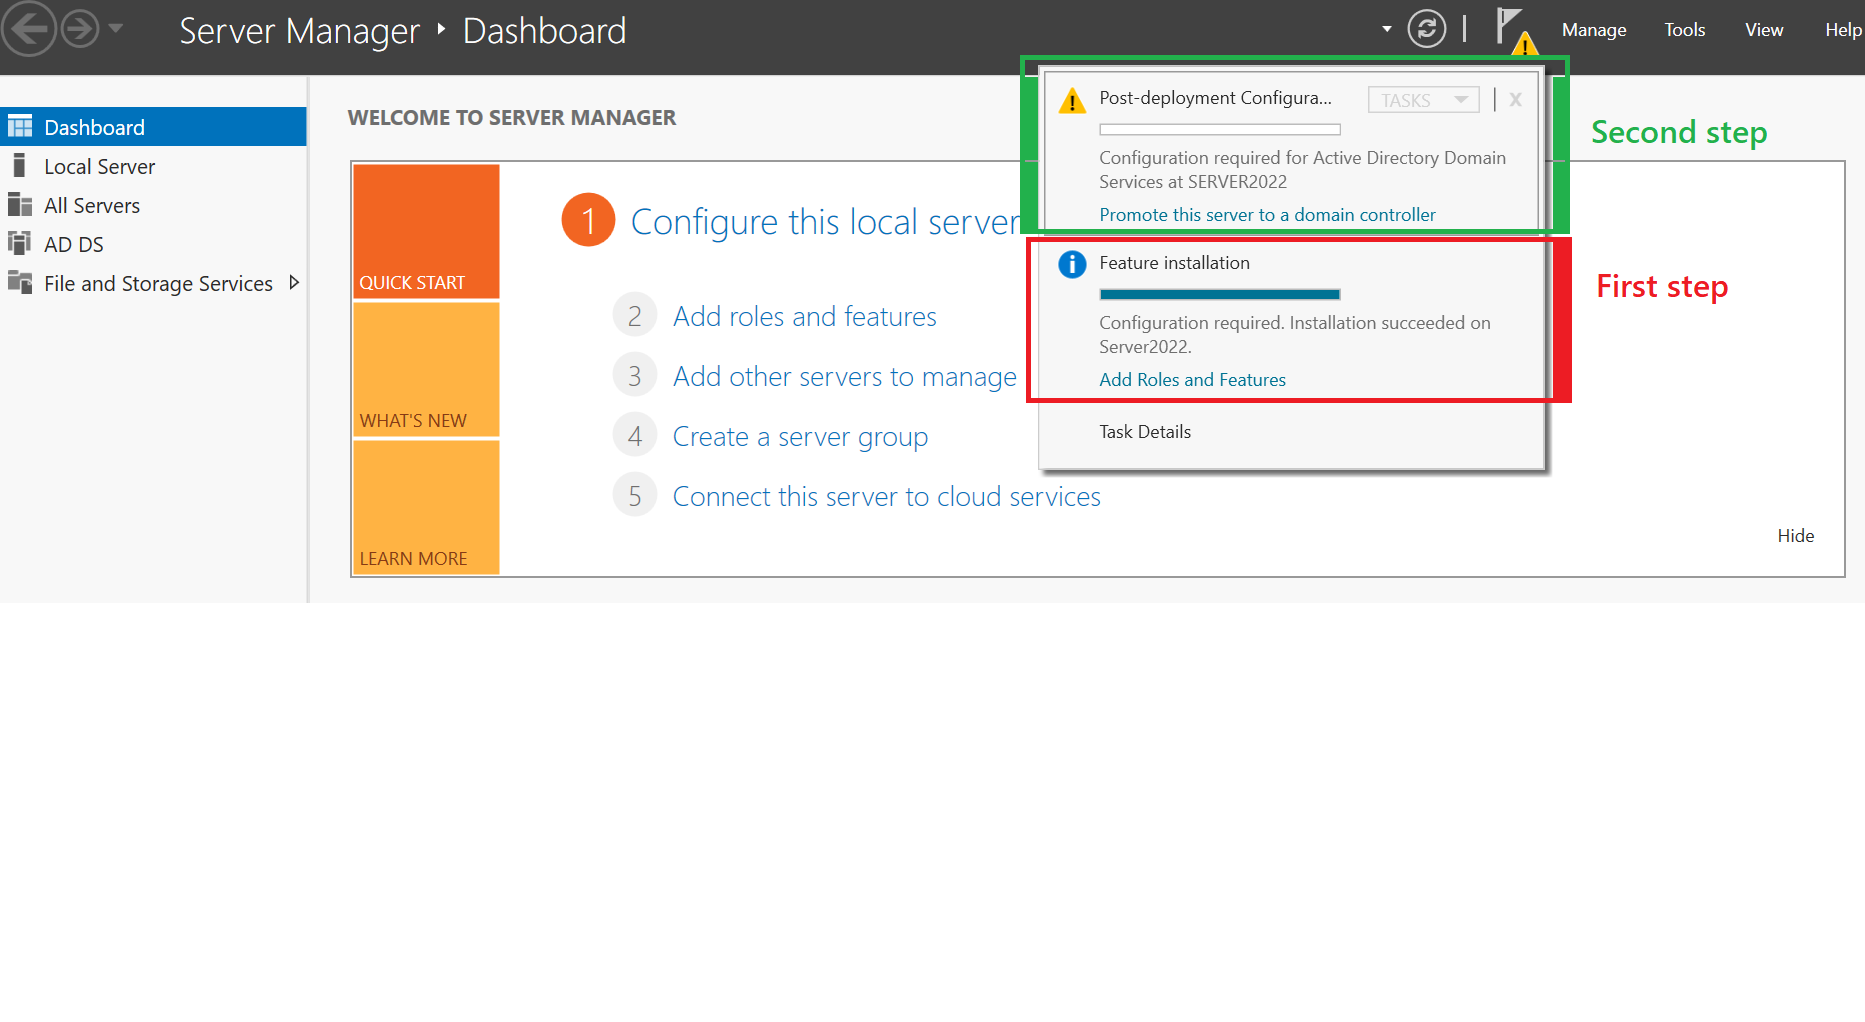 Server Manager ‣ Dashboard
Manage Tools View Help
Dashboard
Local Server
All Servers
AD DS
File and Storage Services
WELCOME TO SERVER MANAGER
QUICK START
WHAT'S NEW
LEARN MORE
1 Configure this local server
2 Add roles and features
3 Add other servers to manage
4 Create a server group
5 Connect this server to cloud services
Hide
Post-deployment Configura... TASKS X
Configuration required for Active Directory Domain
Services at SERVER2022
Promote this server to a domain controller
Second step
Feature installation
Configuration required. Installation succeeded on
Server2022.
Add Roles and Features
First step
Task Details